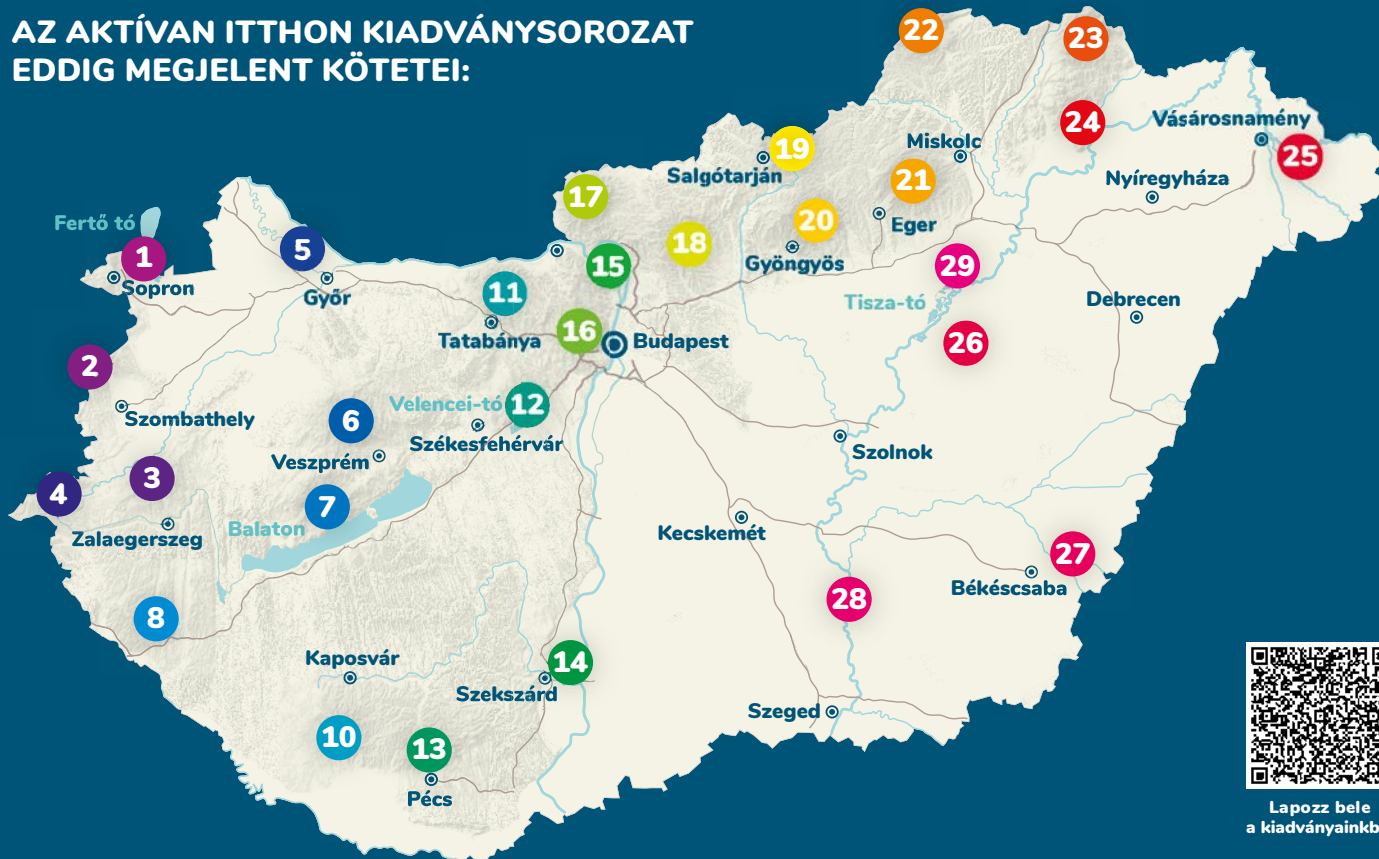 AZ AKTÍVAN ITTHON KIADVÁNYSOROZAT
EDDIG MEGJELENT KÖTETEI:
22
23
24
Vásárosnamény
25
19
Miskolc
Salgótarján
21
Nyíregyháza
17
Fertő tó
20
Eger
18
5
1
Gyöngyös
15
29
Sopron
11
Győr
Tisza-tó
Debrecen
16
Tatabánya
Budapest
26
2
Velencei-tó
12
Szombathely
6
Székesfehérvár
Szolnok
Veszprém
3
4
7
Balaton
Kecskemét
Zalaegerszeg
27
Békéscsaba
28
8
Kaposvár
14
Szekszárd
Szeged
10
13
Pécs
Lapozz bele
a kiadványainkb